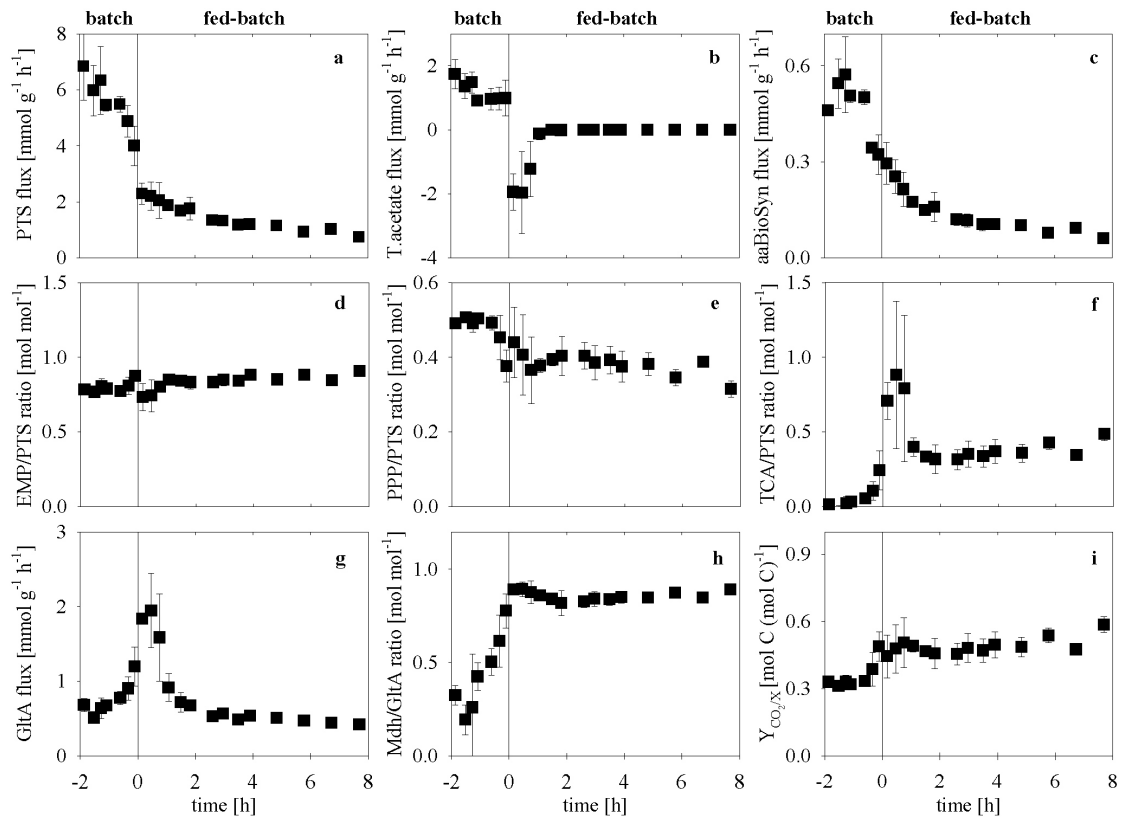 batch fed-batch batch fed-batch batch fed-batch
8 6 4 2 0
PTS flux [mmol g⁻¹ h⁻¹]
a
2 0 -2 -4
T.acetate flux [mmol g⁻¹ h⁻¹]
b
0.6 0.3 0.0
aaBioSyn flux [mmol g⁻¹ h⁻¹]
c
1.5 1.0 0.5 0.0
EMP/PTS ratio [mol mol⁻¹]
d
0.6 0.4 0.2 0.0
PPP/PTS ratio [mol mol⁻¹]
e
1.5 1.0 0.5 0.0
TCA/PTS ratio [mol mol⁻¹]
f
3 2 1 0
GltA flux [mmol g⁻¹ h⁻¹]
g
-2 0 2 4 6 8
time [h]
1.0 0.5 0.0
Mdh/GltA ratio [mol mol⁻¹]
h
-2 0 2 4 6 8
time [h]
0.9 0.6 0.3 0.0
Y_CO₂/X [mol C (mol C)⁻¹]
i
-2 0 2 4 6 8
time [h]